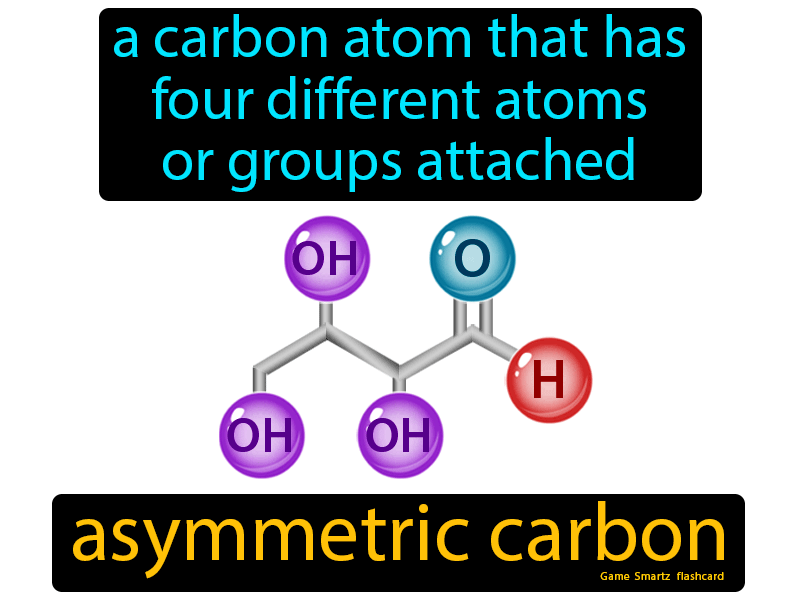 a carbon atom that has
four different atoms
or groups attached
OH
O
H
OH
OH
asymmetric carbon
Game Smartz flashcard